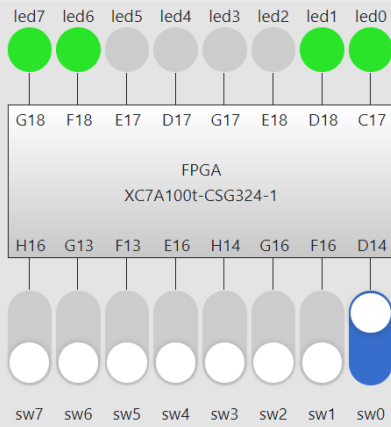 led7 led6 led5 led4 led3 led2 led1 led0
G18 F18 E17 D17 G17 E18 D18 C17
FPGA
XC7A100t-CSG324-1
H16 G13 F13 E16 H14 G16 F16 D14
sw7 sw6 sw5 sw4 sw3 sw2 sw1 sw0